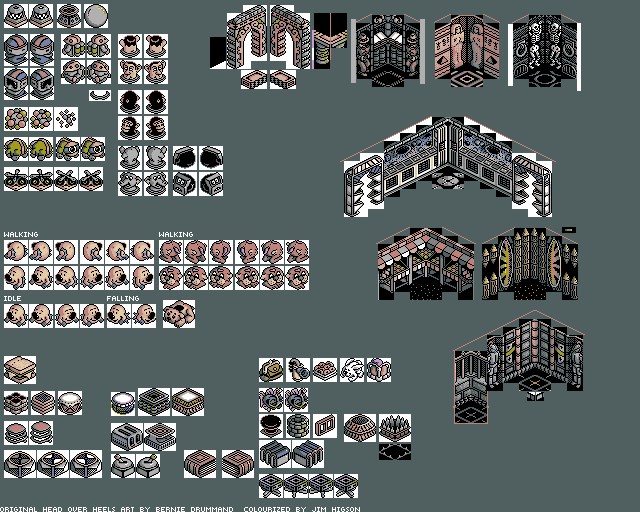 WALKING
WALKING
IDLE
FALLING
ORIGINAL HEAD OVER HEELS ART BY BERNIE DRUMMAND COLOURIZED BY JIM HIGSON